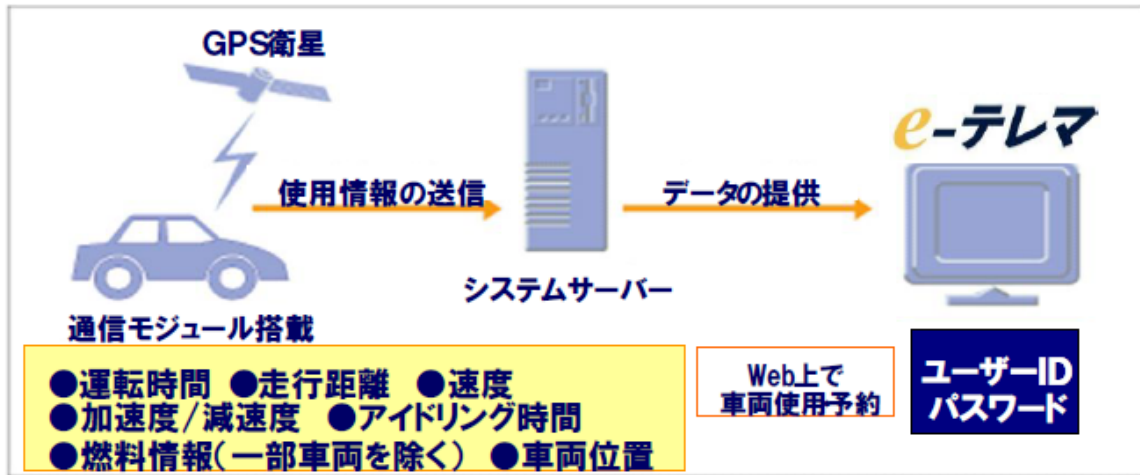 GPS衛星
e-テレマ
使用情報の送信
データの提供
システムサーバー
通信モジュール搭載
●運転時間 ●走行距離 ●速度
●加速度/減速度 ●アイドリング時間
●燃料情報(一部車両を除く) ●車両位置
Web上で
車両使用予約
ユーザーID
パスワード